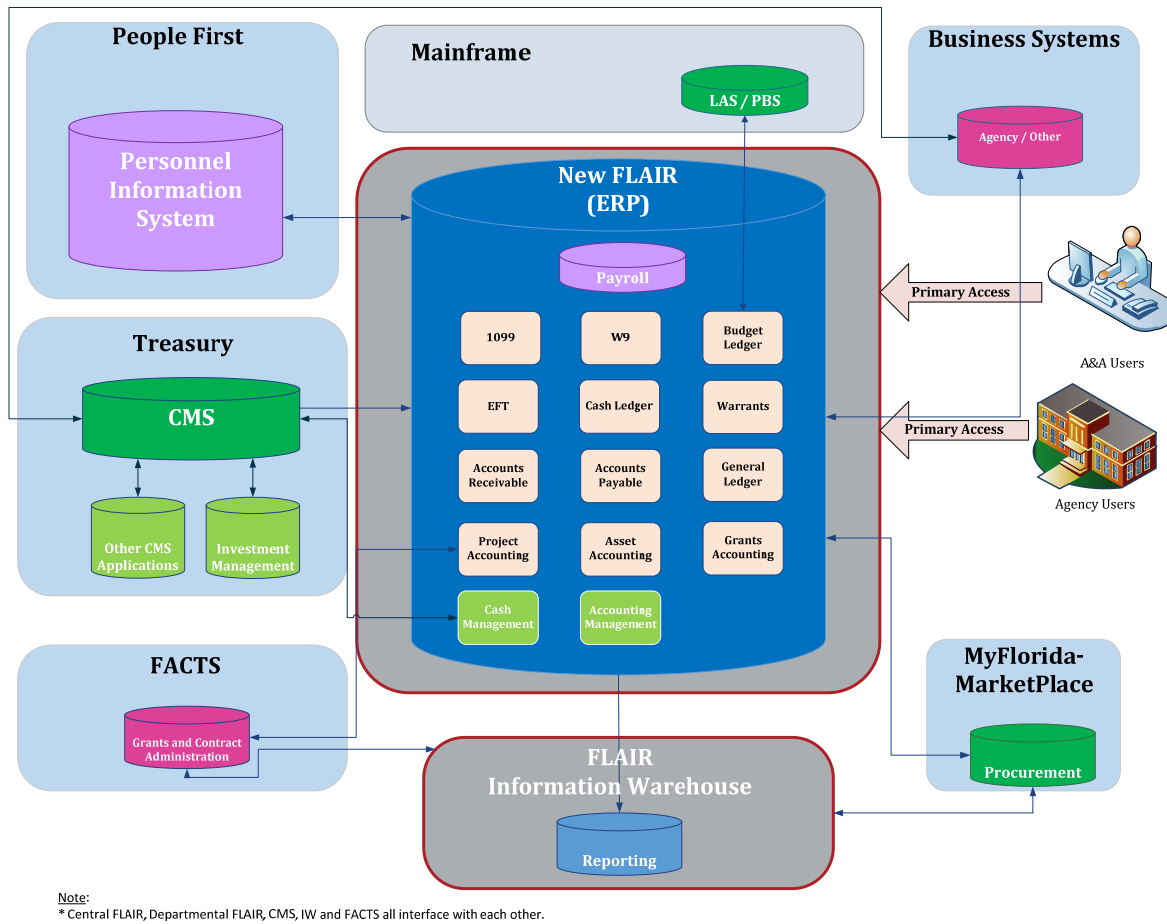 People First
Personnel
Information
System
Mainframe
LAS / PBS
Business Systems
Agency / Other
New FLAIR
(ERP)
Payroll
1099
W9
Budget
Ledger
EFT
Cash Ledger
Warrants
Accounts
Receivable
Accounts
Payable
General
Ledger
Project
Accounting
Asset
Accounting
Grants
Accounting
Cash
Management
Accounting
Management
Primary Access
A&A Users
Primary Access
Agency Users
Treasury
CMS
Other CMS
Applications
Investment
Management
FACTS
Grants and Contract
Administration
FLAIR
Information Warehouse
Reporting
MyFlorida-
MarketPlace
Procurement
Note:
* Central FLAIR, Departmental FLAIR, CMS, IW and FACTS all interface with each other.